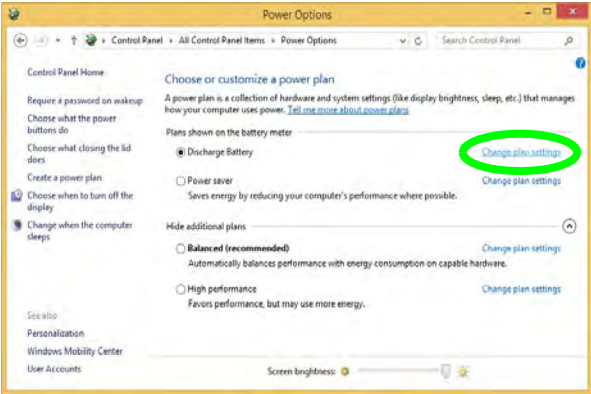 Power Options
Control Panel › All Control Panel Items › Power Options
Search Control Panel
Control Panel Home
Require a password on wakeup
Choose what the power
buttons do
Choose what closing the lid
does
Create a power plan
Choose when to turn off the
display
Change when the computer
sleeps
See also
Personalization
Windows Mobility Center
User Accounts
Choose or customize a power plan
A power plan is a collection of hardware and system settings (like display brightness, sleep, etc.) that manages
how your computer uses power. Tell me more about power plans
Plans shown on the battery meter
Discharge Battery Change plan settings
Power saver Change plan settings
Saves energy by reducing your computer's performance where possible.
Hide additional plans
Balanced (recommended) Change plan settings
Automatically balances performance with energy consumption on capable hardware.
High performance Change plan settings
Favors performance, but may use more energy.
Screen brightness: